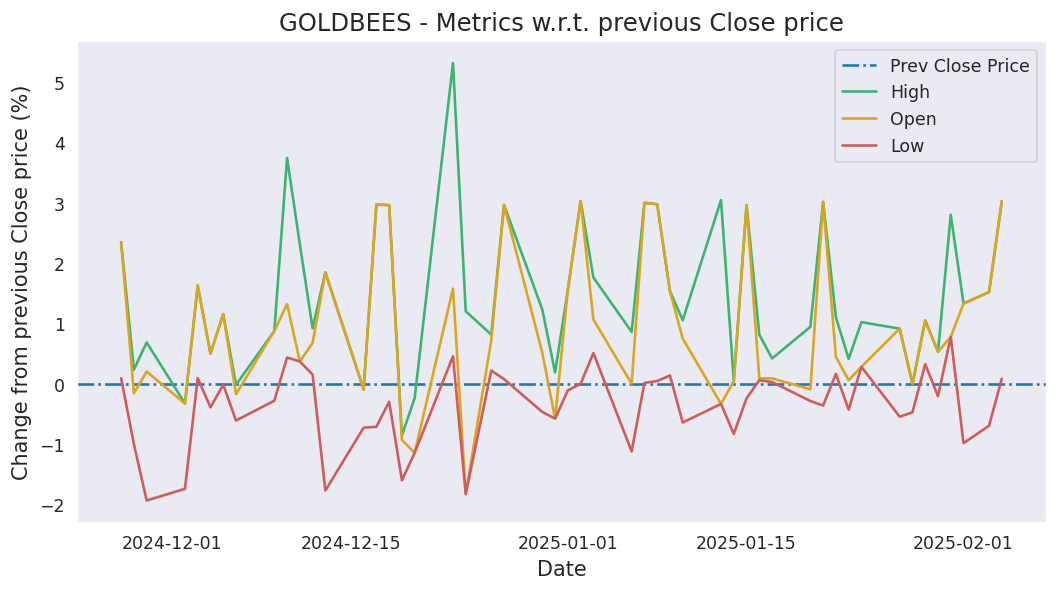 GOLDBEES - Metrics w.r.t. previous Close price
Change from previous Close price (%)
5
4
3
2
1
0
−1
−2
Prev Close Price
High
Open
Low
2024-12-01
2024-12-15
2025-01-01
2025-01-15
2025-02-01
Date